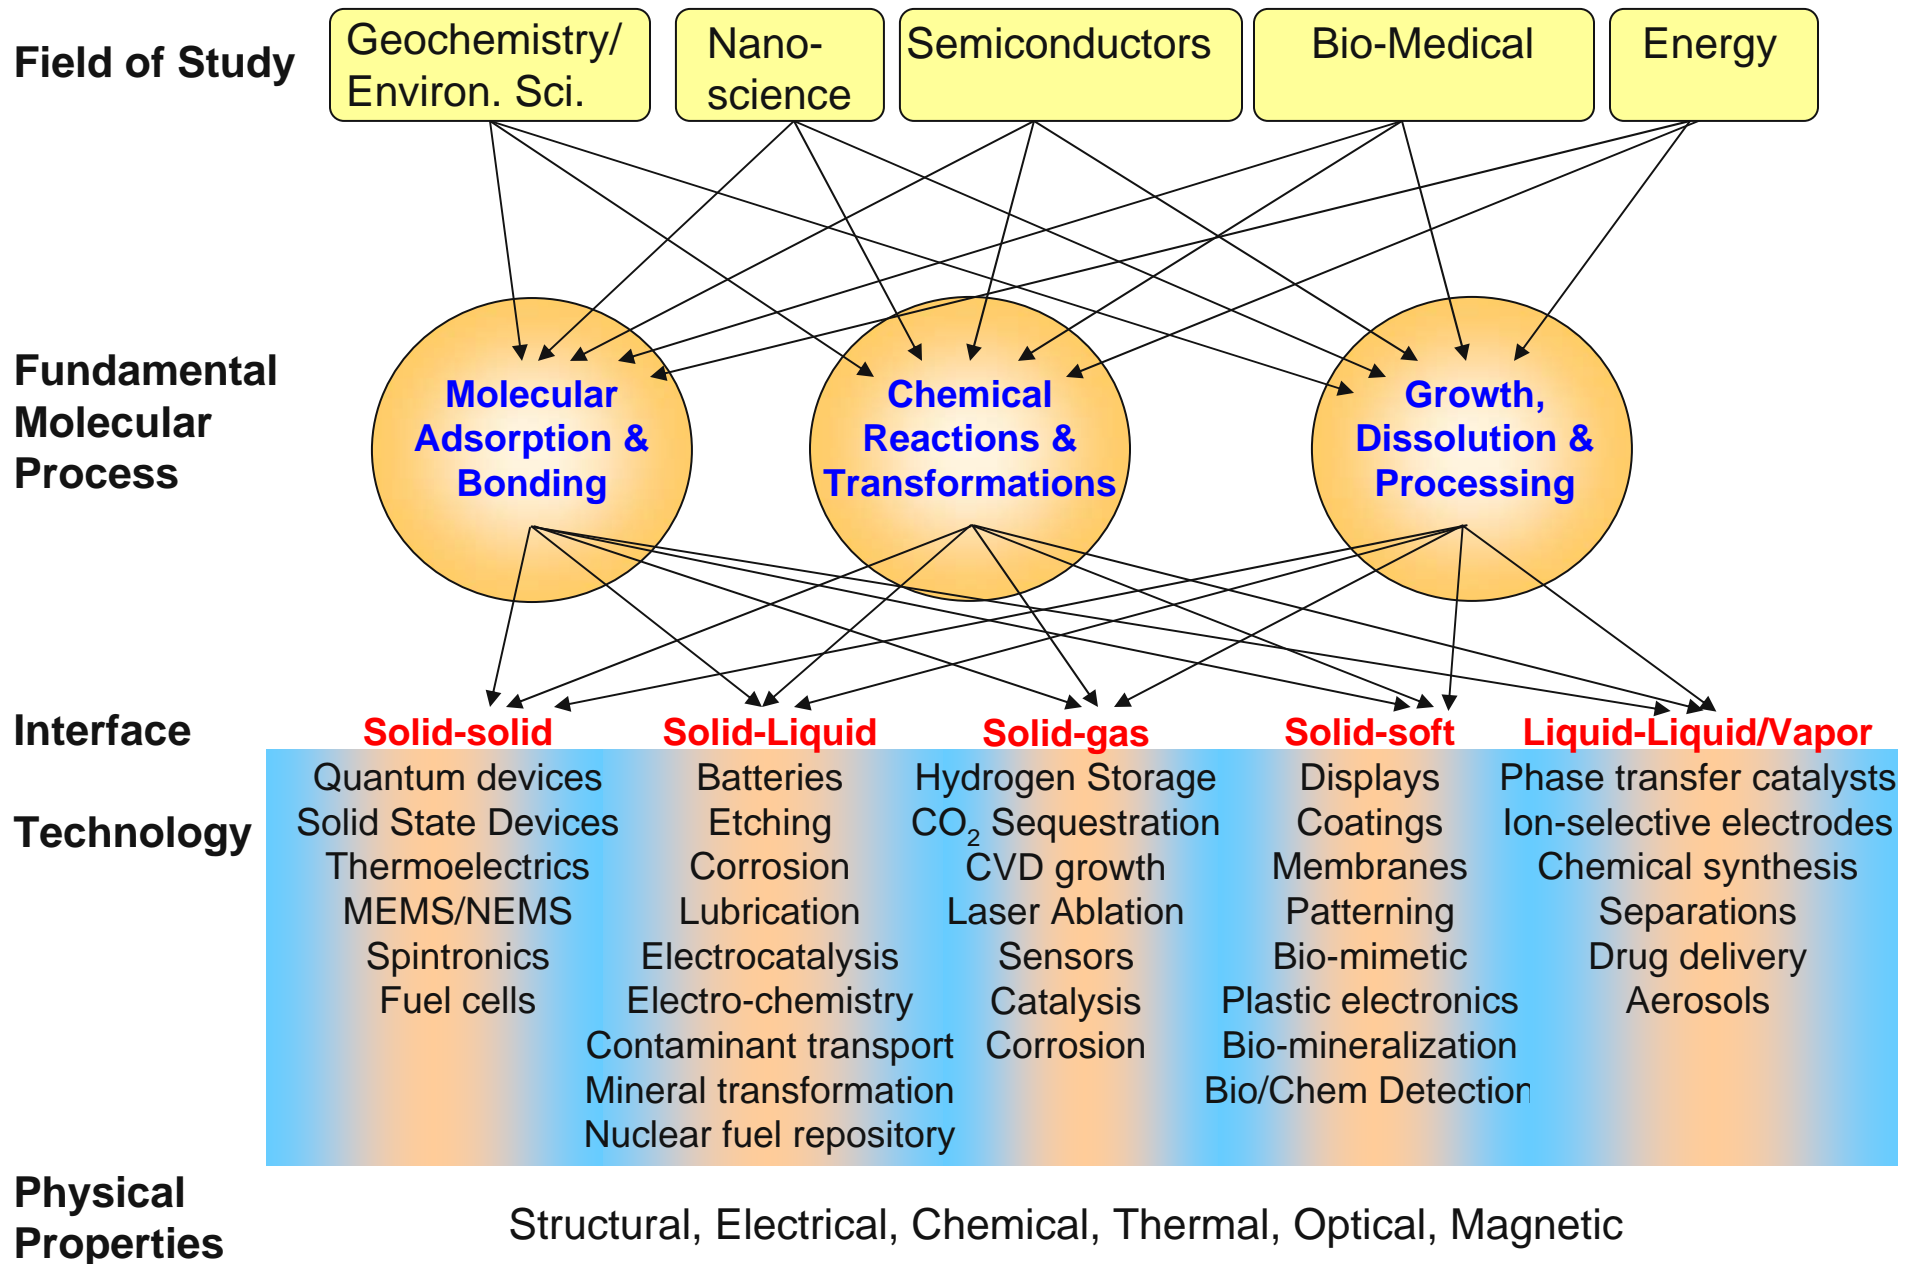 Field of Study
Geochemistry/
Environ. Sci.
Nano-
science
Semiconductors
Bio-Medical
Energy
Fundamental
Molecular
Process
Molecular
Adsorption &
Bonding
Chemical
Reactions &
Transformations
Growth,
Dissolution &
Processing
Interface
Solid-solid
Solid-Liquid
Solid-gas
Solid-soft
Liquid-Liquid/Vapor
Technology
Quantum devices
Solid State Devices
Thermoelectrics
MEMS/NEMS
Spintronics
Fuel cells
Batteries
Etching
Corrosion
Lubrication
Electrocatalysis
Electro-chemistry
Contaminant transport
Mineral transformation
Nuclear fuel repository
Hydrogen Storage
CO₂ Sequestration
CVD growth
Laser Ablation
Sensors
Catalysis
Corrosion
Displays
Coatings
Membranes
Patterning
Bio-mimetic
Plastic electronics
Bio-mineralization
Bio/Chem Detection
Phase transfer catalysts
Ion-selective electrodes
Chemical synthesis
Separations
Drug delivery
Aerosols
Physical
Properties
Structural, Electrical, Chemical, Thermal, Optical, Magnetic